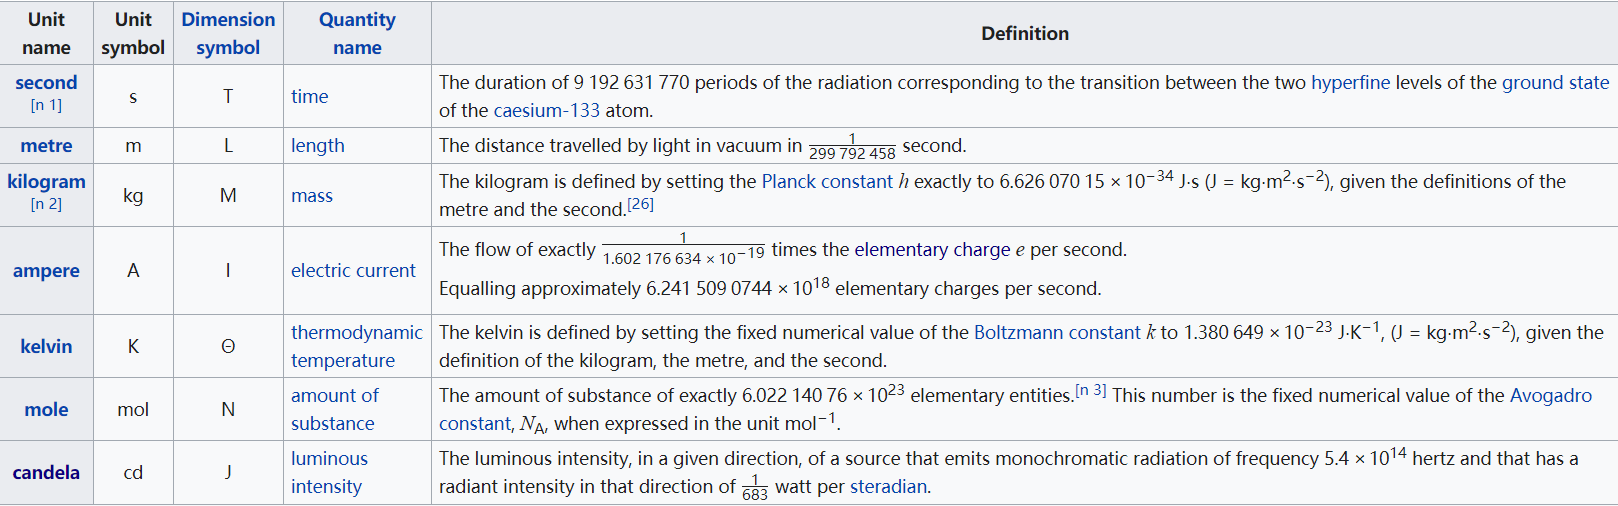 Unit name Unit symbol Dimension symbol Quantity name Definition
second [n 1] s T time The duration of 9 192 631 770 periods of the radiation corresponding to the transition between the two hyperfine levels of the ground state
of the caesium-133 atom.
metre m L length The distance travelled by light in vacuum in 1/299 792 458 second.
kilogram [n 2] kg M mass The kilogram is defined by setting the Planck constant h exactly to 6.626 070 15 × 10⁻³⁴ J⋅s (J = kg⋅m²⋅s⁻²), given the definitions of the
metre and the second.[26]
ampere A I electric current The flow of exactly 1/1.602 176 634 × 10⁻¹⁹ times the elementary charge e per second.
Equalling approximately 6.241 509 0744 × 10¹⁸ elementary charges per second.
kelvin K Θ thermodynamic temperature The kelvin is defined by setting the fixed numerical value of the Boltzmann constant k to 1.380 649 × 10⁻²³ J⋅K⁻¹, (J = kg⋅m²⋅s⁻²), given the
definition of the kilogram, the metre, and the second.
mole mol N amount of substance The amount of substance of exactly 6.022 140 76 × 10²³ elementary entities.[n 3] This number is the fixed numerical value of the Avogadro
constant, N_A, when expressed in the unit mol⁻¹.
candela cd J luminous intensity The luminous intensity, in a given direction, of a source that emits monochromatic radiation of frequency 5.4 × 10¹⁴ hertz and that has a
radiant intensity in that direction of 1/683 watt per steradian.